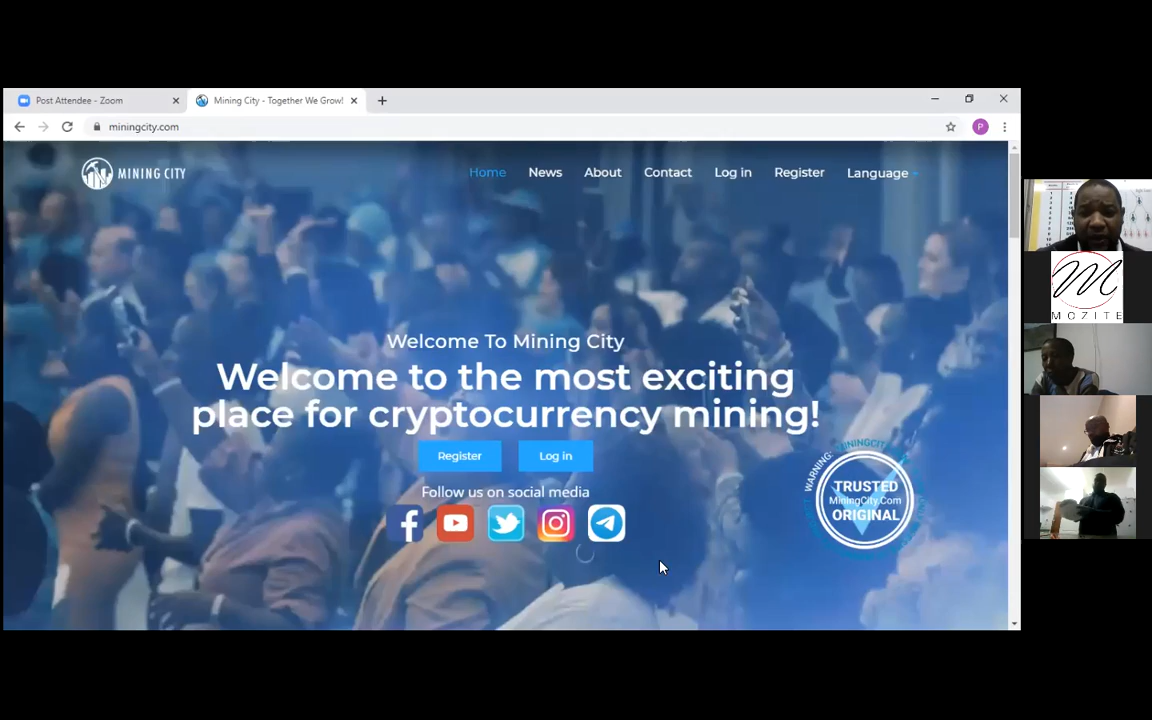 Post Attendee - Zoom
Mining City - Together We Grow!
miningcity.com
P
MINING CITY
Home News About Contact Log in Register Language
Welcome To Mining City
Welcome to the most exciting
place for cryptocurrency mining!
Register Log in
Follow us on social media
WARNING: MININGCITY
TRUSTED
MiningCity.Com
ORIGINAL
M
MOZITE